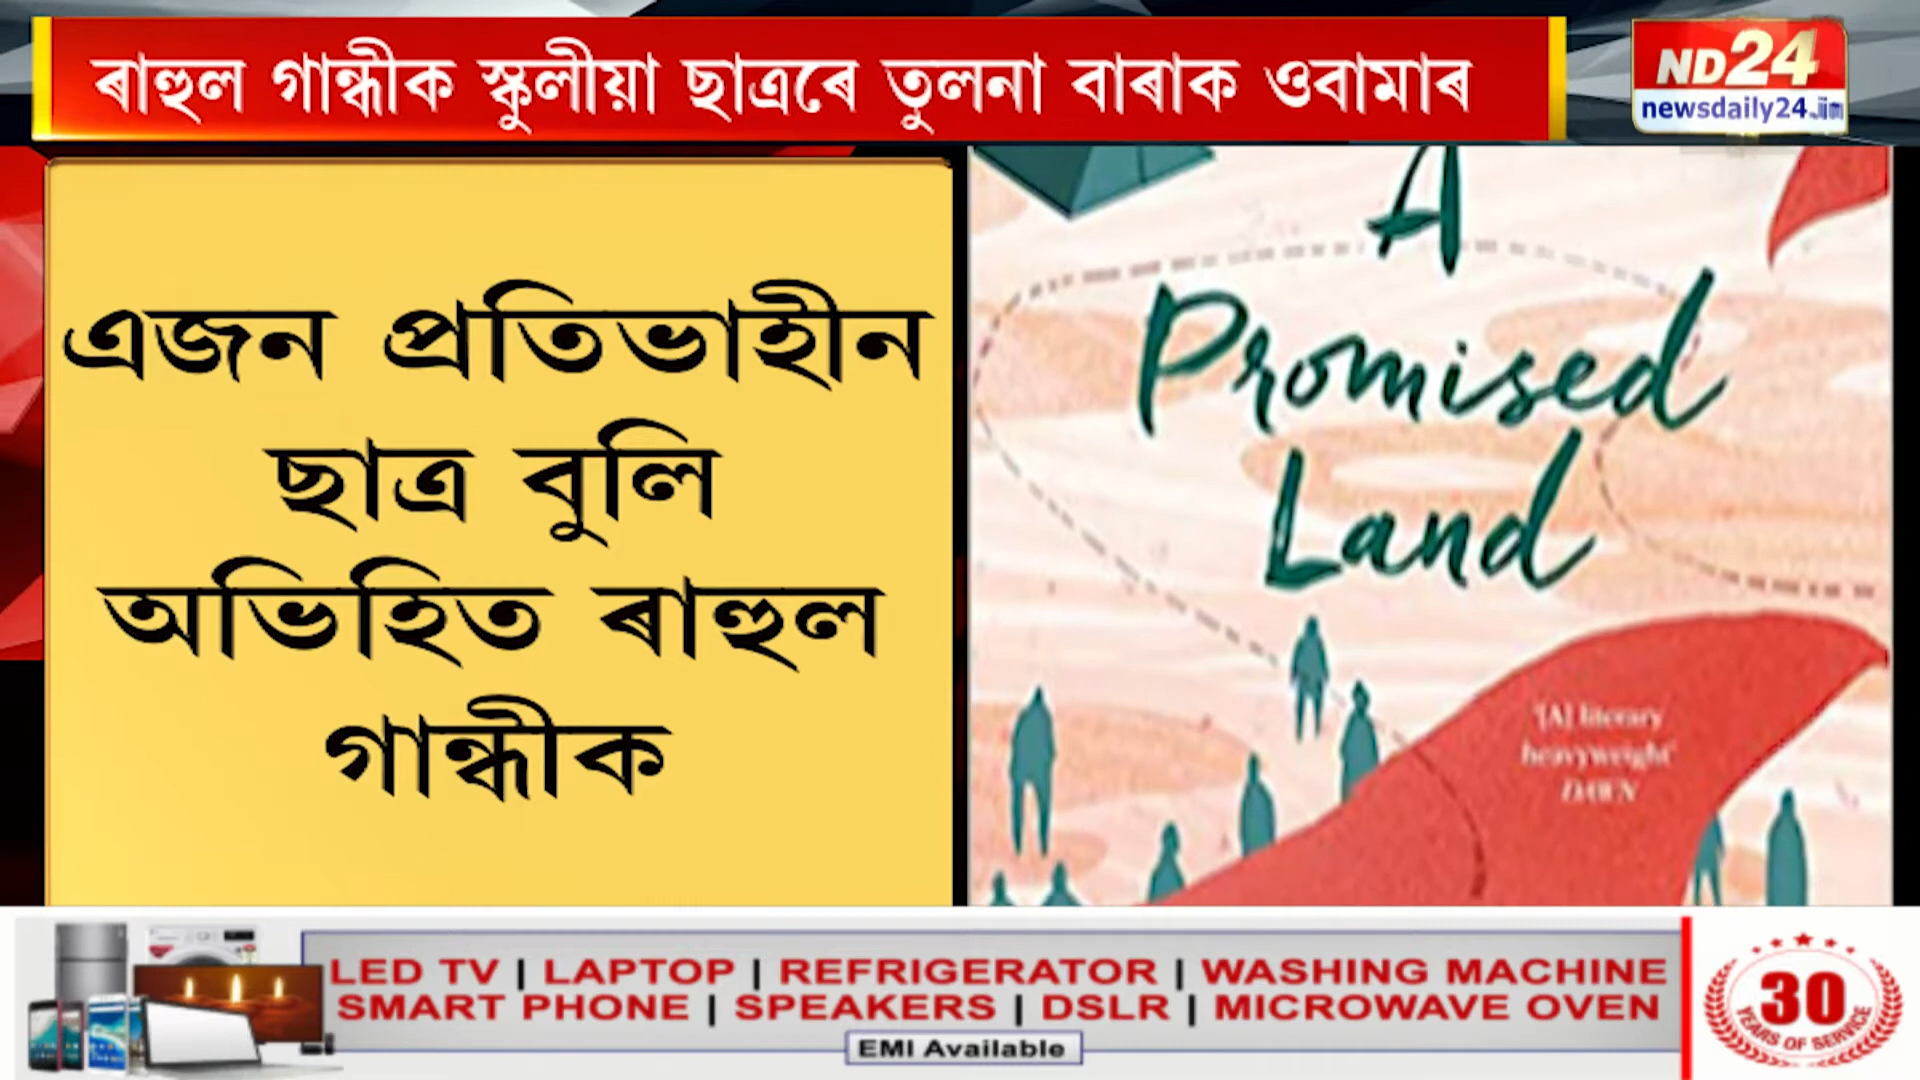 ৰাহুল গান্ধীক স্কুলীয়া ছাত্ৰৰে তুলনা বাৰাক ওবামাৰ
ND24
newsdaily24.in
এজন প্ৰতিভাহীন
ছাত্ৰ বুলি
অভিহিত ৰাহুল
গান্ধীক
A
Promised
Land
'[A] literary
heavyweight'
DAWN
LED TV | LAPTOP | REFRIGERATOR | WASHING MACHINE
SMART PHONE | SPEAKERS | DSLR | MICROWAVE OVEN
EMI Available
30
YEARS OF SERVICE